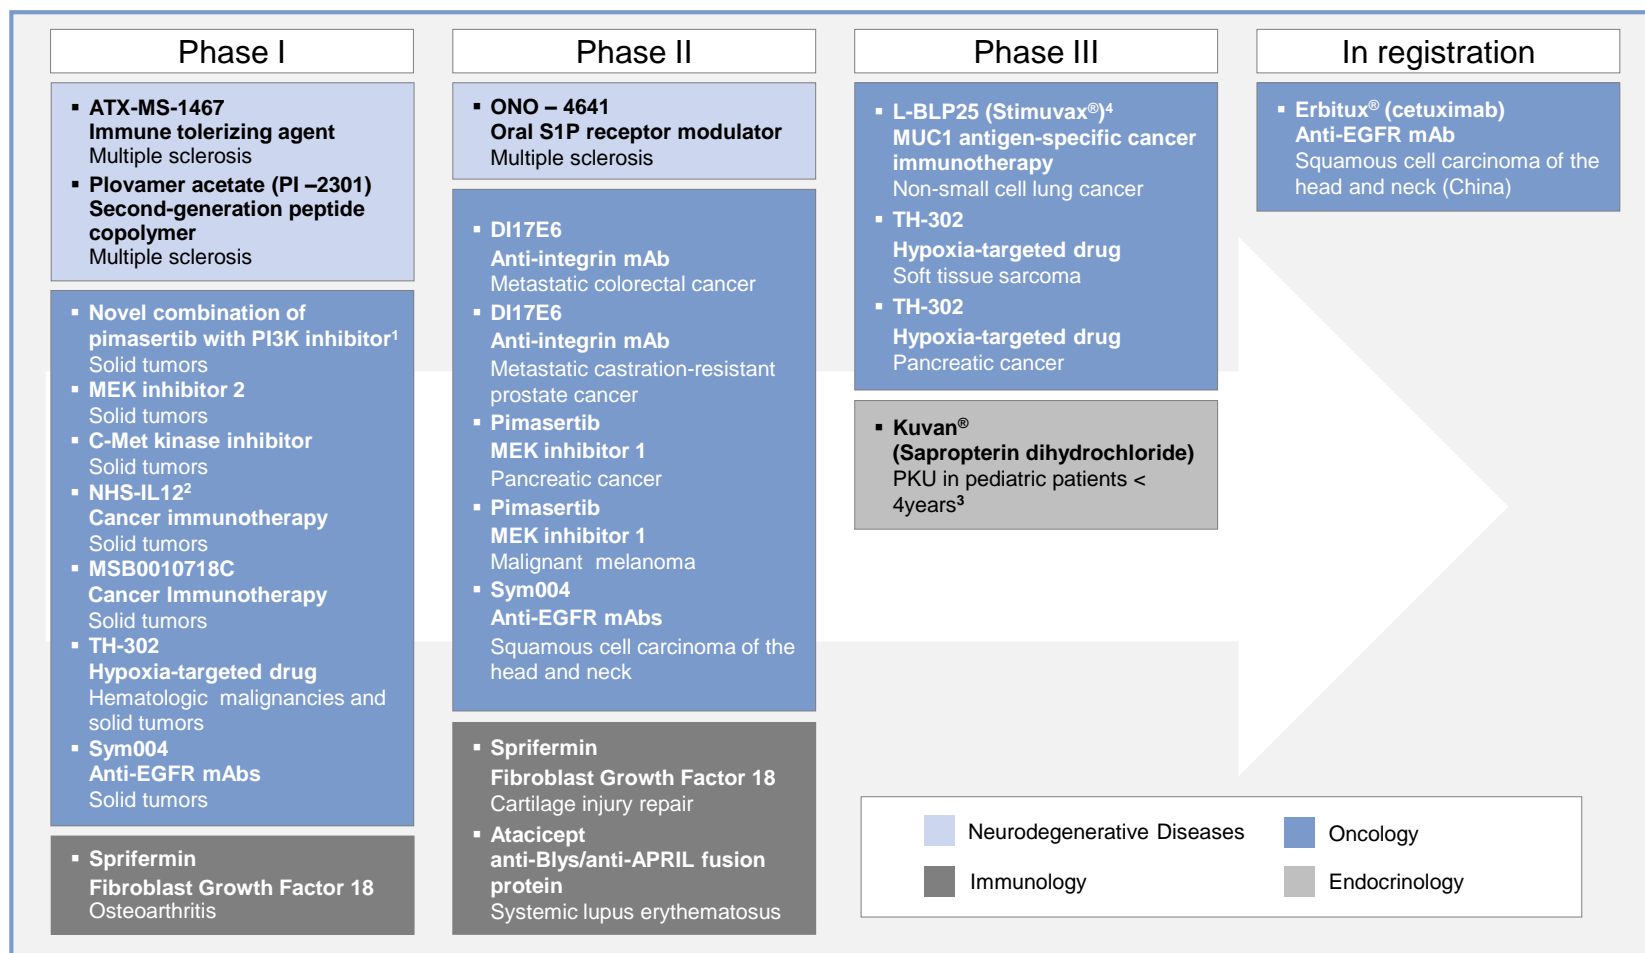 Phase I
▪ ATX-MS-1467
Immune tolerizing agent
Multiple sclerosis
▪ Plovamer acetate (PI –2301)
Second-generation peptide
copolymer
Multiple sclerosis
▪ Novel combination of
pimasertib with PI3K inhibitor¹
Solid tumors
▪ MEK inhibitor 2
Solid tumors
▪ C-Met kinase inhibitor
Solid tumors
▪ NHS-IL12²
Cancer immunotherapy
Solid tumors
▪ MSB0010718C
Cancer Immunotherapy
Solid tumors
▪ TH-302
Hypoxia-targeted drug
Hematologic malignancies and
solid tumors
▪ Sym004
Anti-EGFR mAbs
Solid tumors
▪ Sprifermin
Fibroblast Growth Factor 18
Osteoarthritis
Phase II
▪ ONO – 4641
Oral S1P receptor modulator
Multiple sclerosis
▪ DI17E6
Anti-integrin mAb
Metastatic colorectal cancer
▪ DI17E6
Anti-integrin mAb
Metastatic castration-resistant
prostate cancer
▪ Pimasertib
MEK inhibitor 1
Pancreatic cancer
▪ Pimasertib
MEK inhibitor 1
Malignant melanoma
▪ Sym004
Anti-EGFR mAbs
Squamous cell carcinoma of the
head and neck
▪ Sprifermin
Fibroblast Growth Factor 18
Cartilage injury repair
▪ Atacicept
anti-Blys/anti-APRIL fusion
protein
Systemic lupus erythematosus
Phase III
▪ L-BLP25 (Stimuvax®)⁴
MUC1 antigen-specific cancer
immunotherapy
Non-small cell lung cancer
▪ TH-302
Hypoxia-targeted drug
Soft tissue sarcoma
▪ TH-302
Hypoxia-targeted drug
Pancreatic cancer
▪ Kuvan®
(Sapropterin dihydrochloride)
PKU in pediatric patients <
4years³
In registration
▪ Erbitux® (cetuximab)
Anti-EGFR mAb
Squamous cell carcinoma of the
head and neck (China)
Neurodegenerative Diseases
Oncology
Immunology
Endocrinology